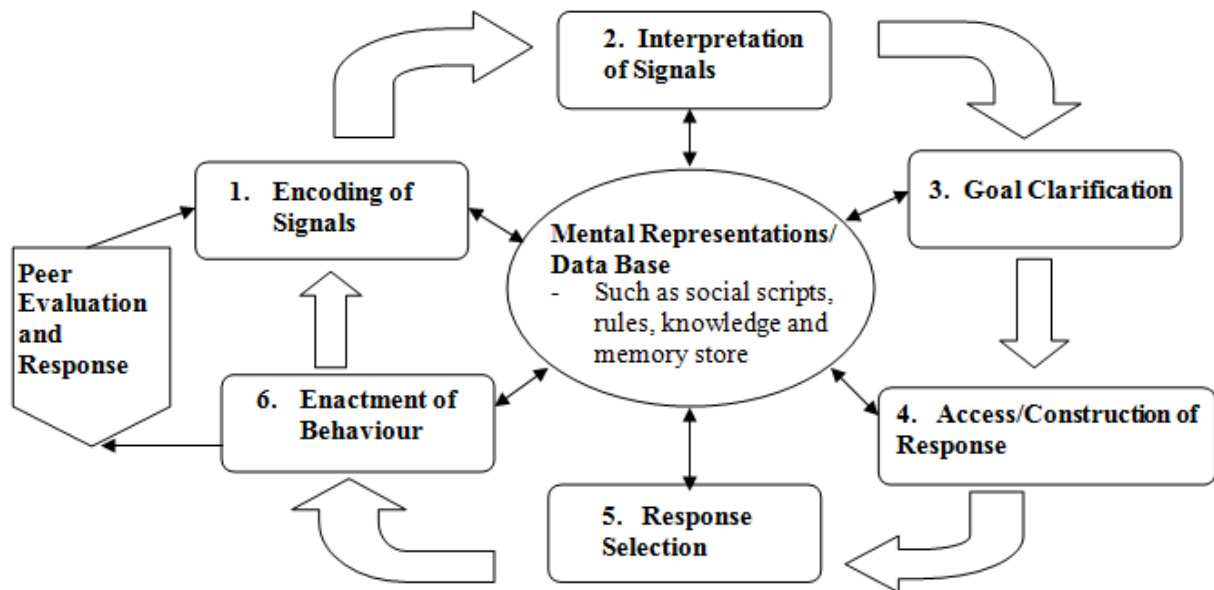 2. Interpretation
of Signals
1. Encoding of
Signals
3. Goal Clarification
Mental Representations/
Data Base
- Such as social scripts,
rules, knowledge and
memory store
Peer
Evaluation
and
Response
6. Enactment of
Behaviour
4. Access/Construction of
Response
5. Response
Selection